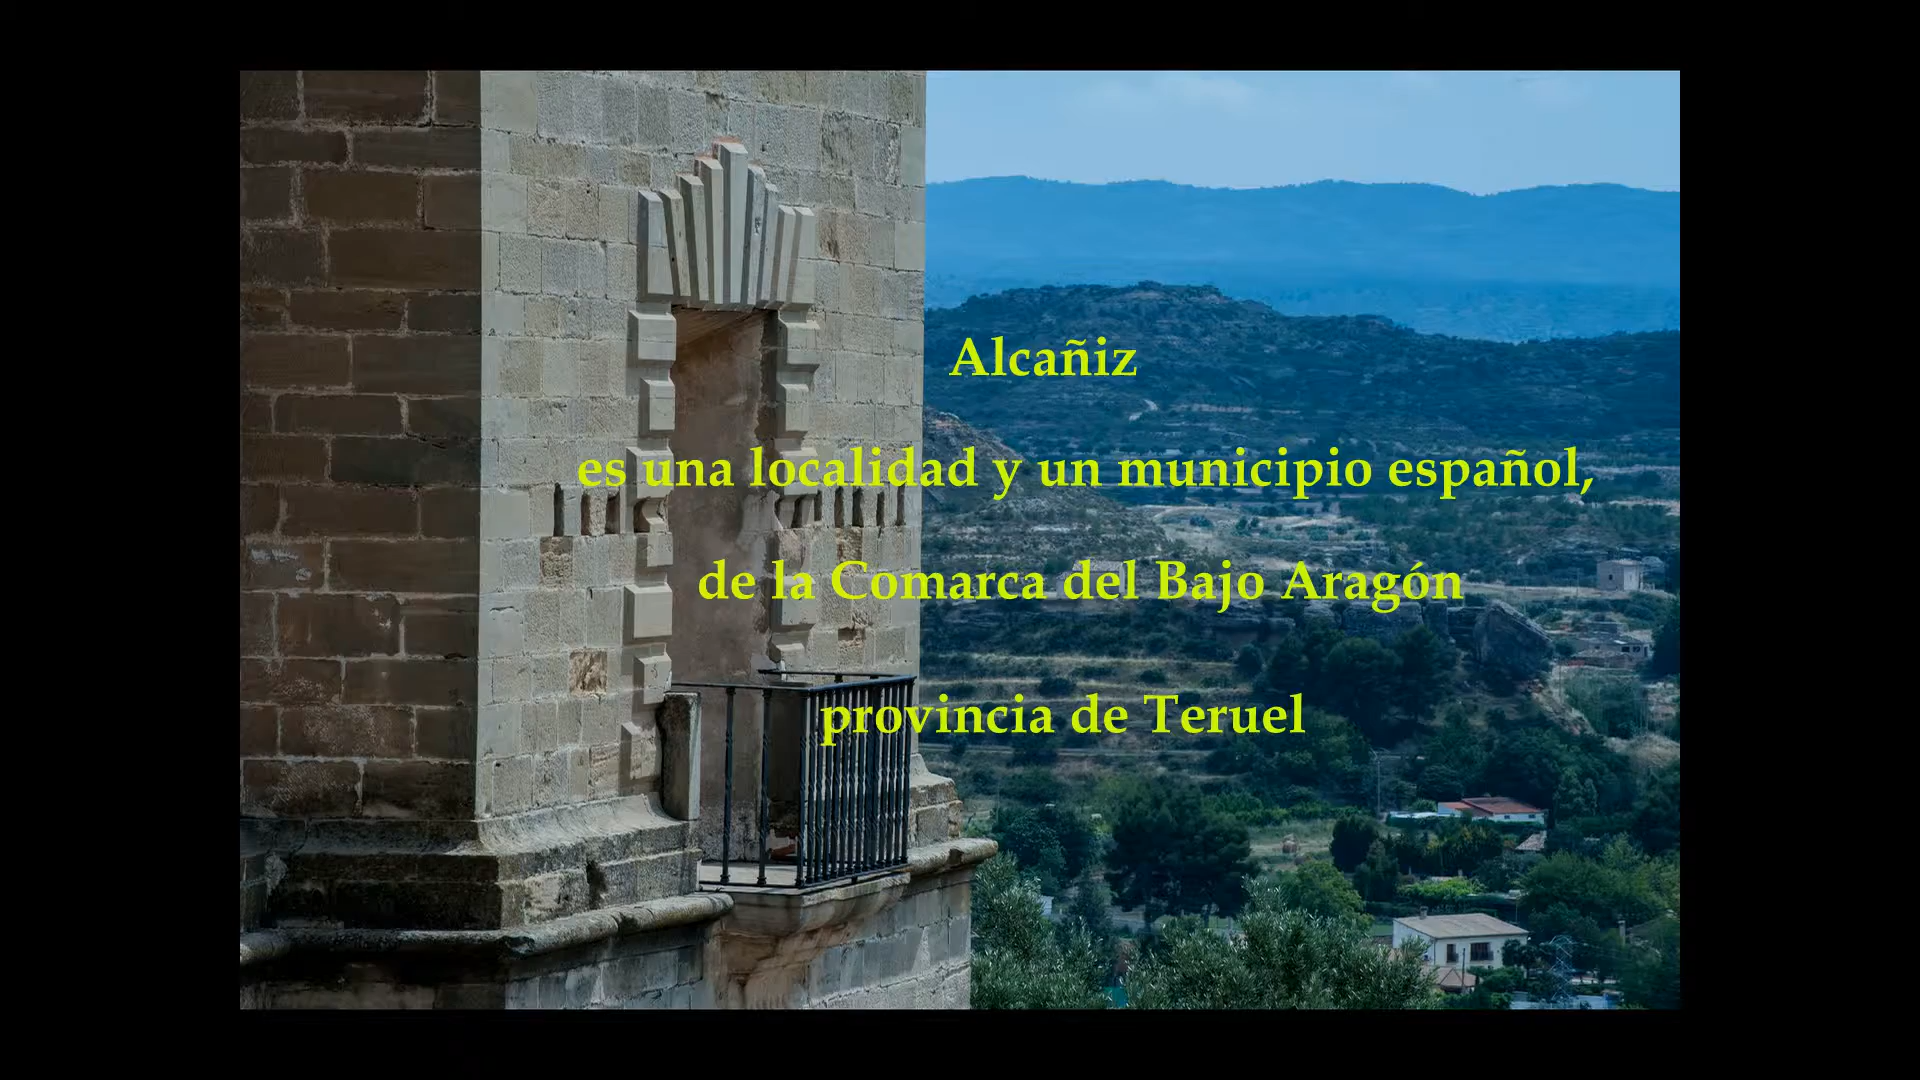 Alcañiz
es una localidad y un municipio español,
de la Comarca del Bajo Aragón
provincia de Teruel